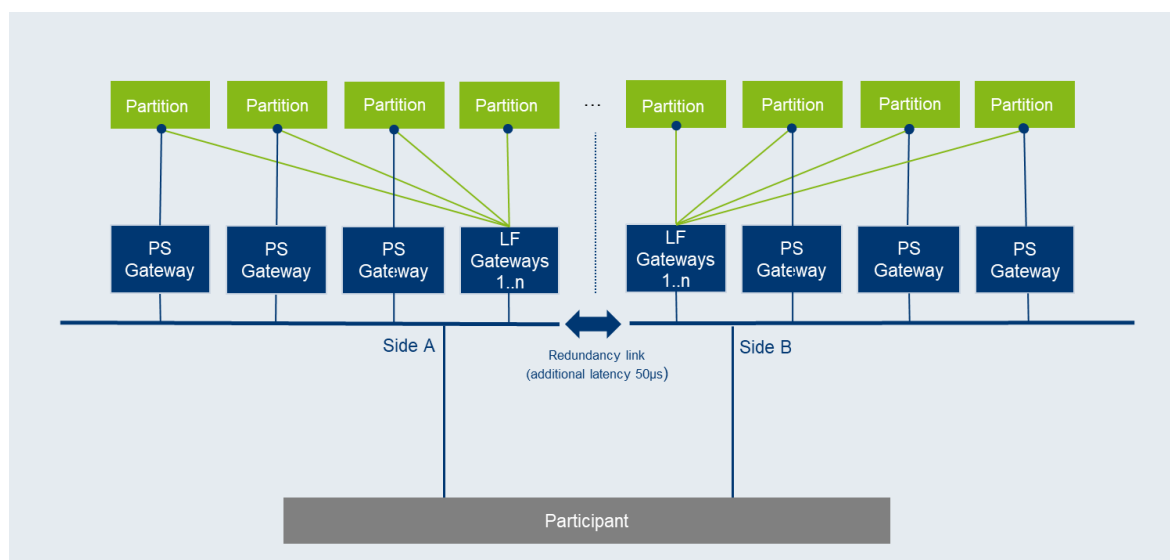 Partition Partition Partition Partition ... Partition Partition Partition Partition
PS PS PS LF LF PS PS PS
Gateway Gateway Gateway Gateways Gateways Gateway Gateway Gateway
1..n 1..n
Side A Side B
Redundancy link
(additional latency 50µs)
Participant